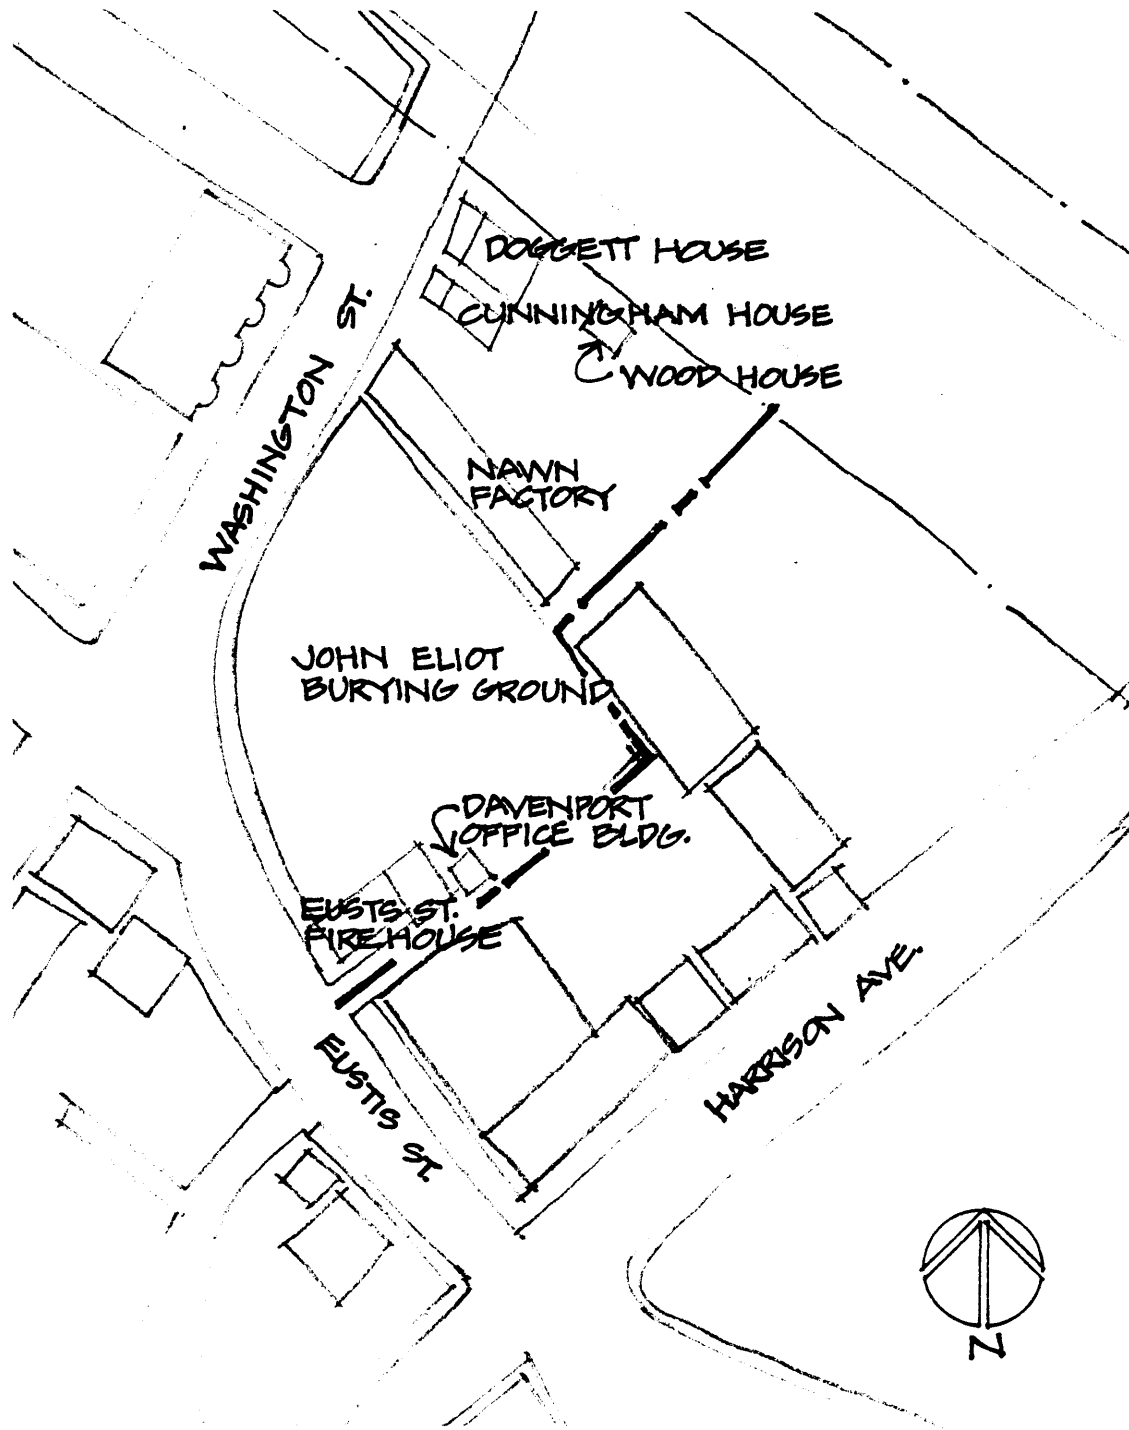 DOGGETT HOUSE
CUNNINGHAM HOUSE
WOOD HOUSE
WASHINGTON ST.
NAWN
FACTORY
JOHN ELIOT
BURYING GROUND
DAVENPORT
OFFICE BLDG.
EUSTS ST.
FIREHOUSE
EUSTIS ST.
HARRISON AVE.
N